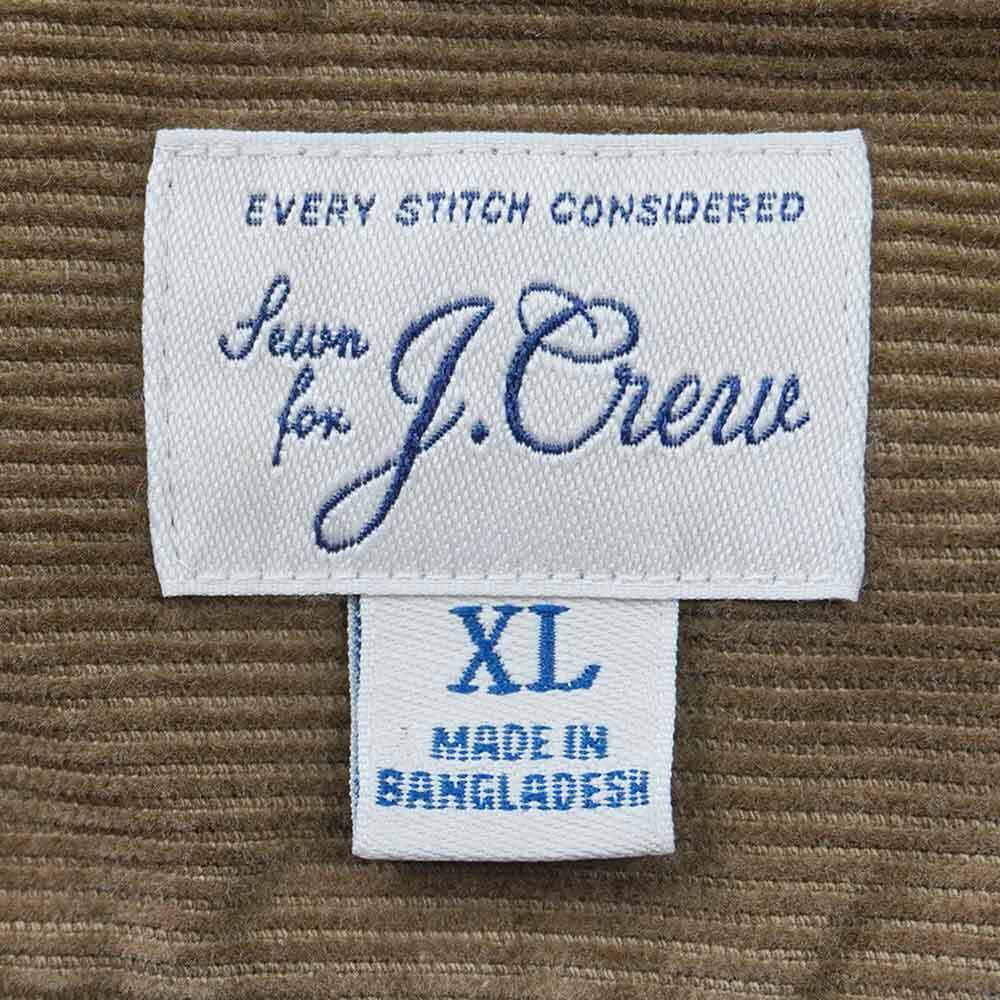 EVERY STITCH CONSIDERED
Sewn
for J.Crew
XL
MADE IN
BANGLADESH